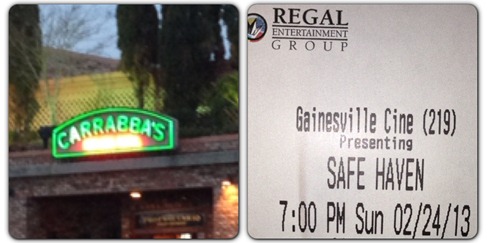 CARRABBA'S
REGAL
ENTERTAINMENT
GROUP
Gainesville Cine (219)
Presenting
SAFE HAVEN
7:00 PM Sun 02/24/13